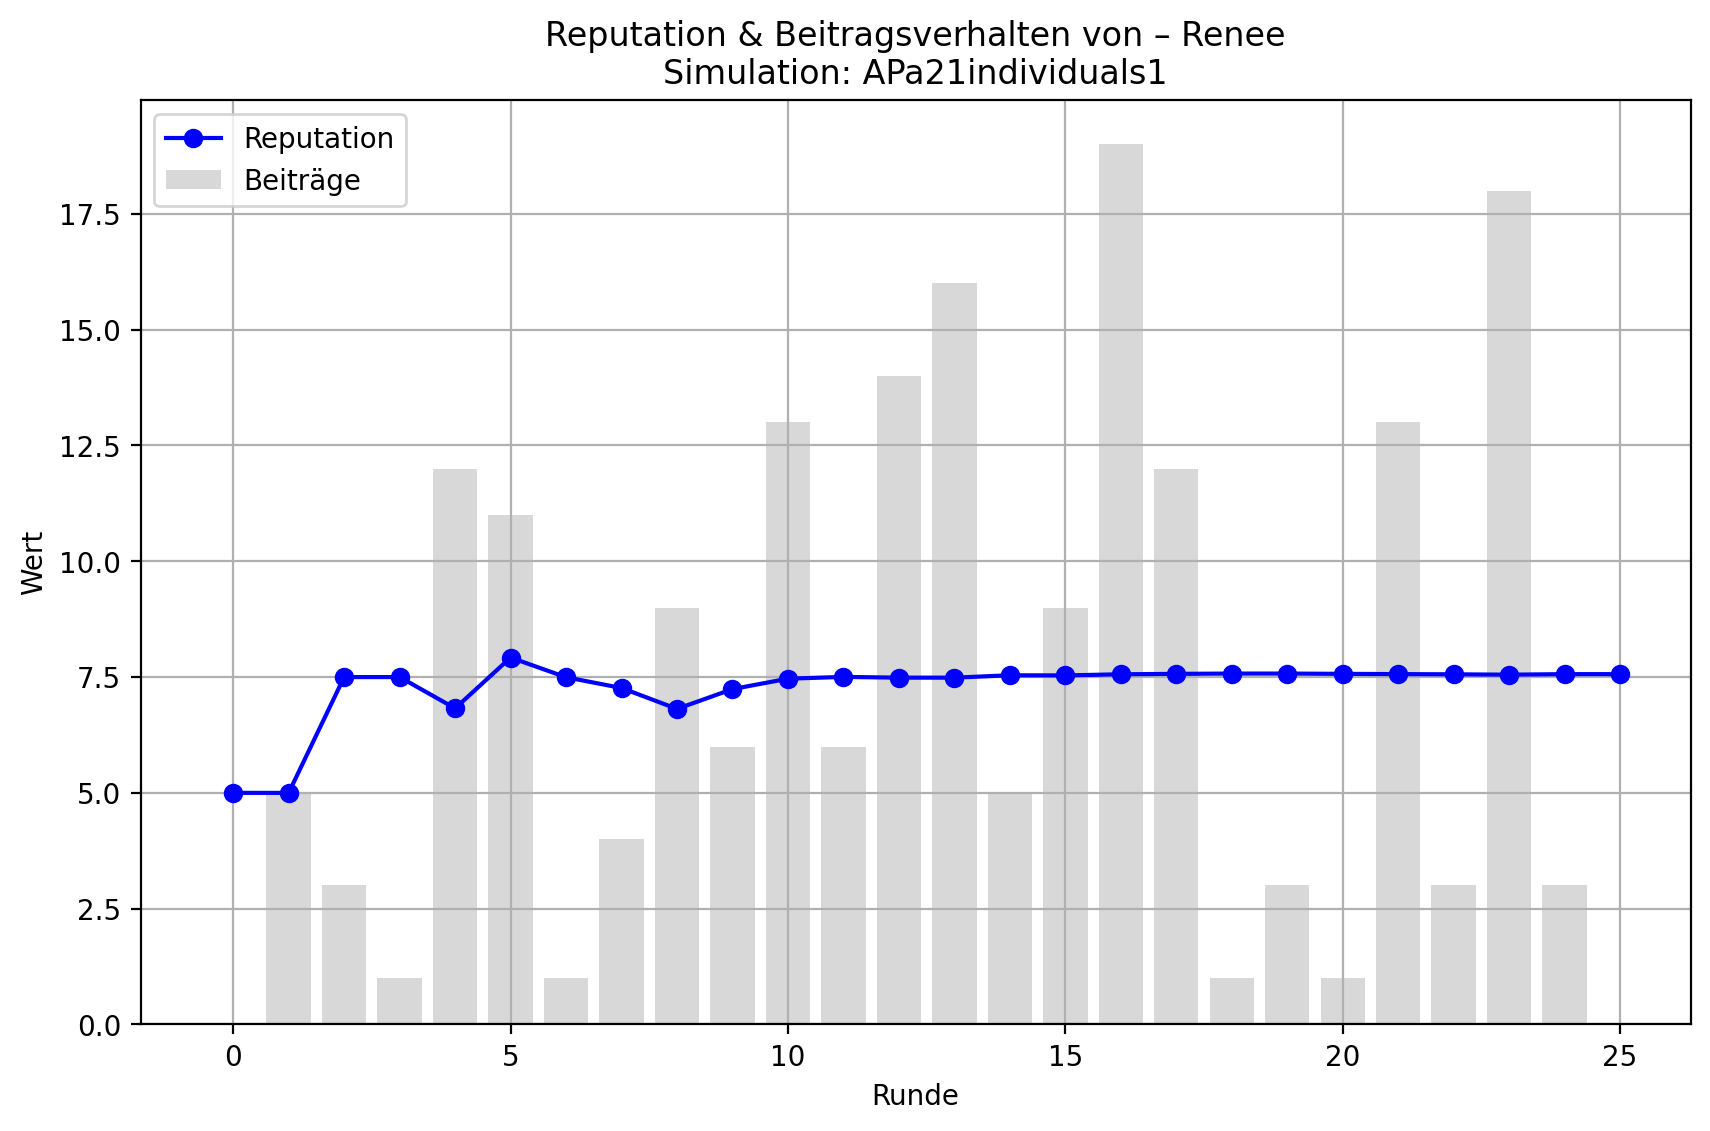 Reputation & Beitragsverhalten von – Renee
Simulation: APa21individuals1
Reputation
Beiträge
17.5
15.0
12.5
10.0
7.5
5.0
2.5
0.0
Wert
0 5 10 15 20 25
Runde